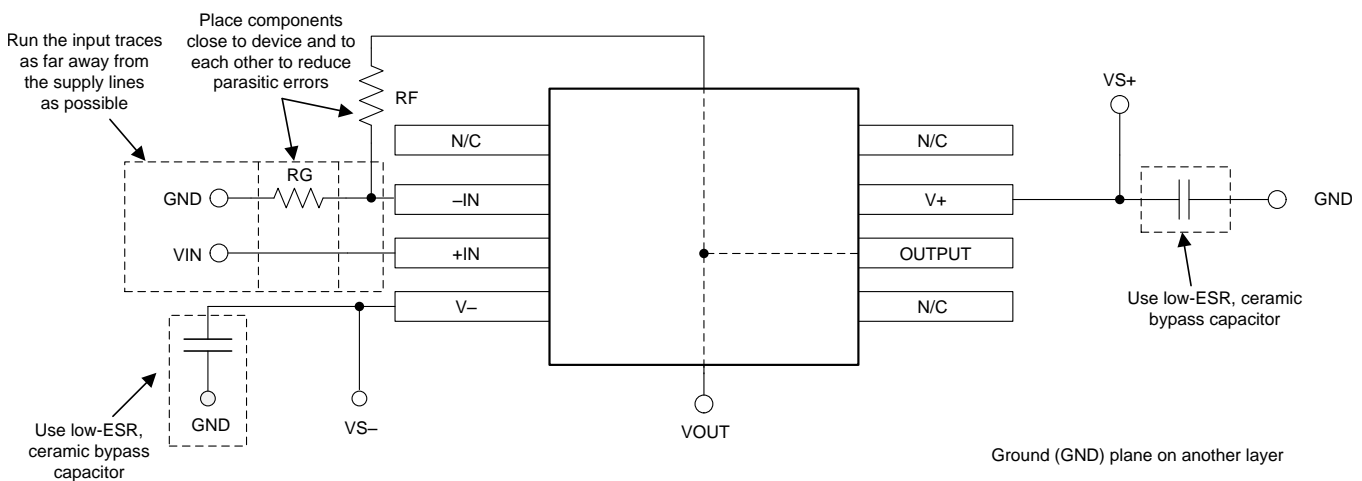 Place components
close to device and to
each other to reduce
parasitic errors
Run the input traces
as far away from
the supply lines
as possible
VS+
RF
N/C
N/C
RG
GND
–IN
V+
GND
VIN
+IN
OUTPUT
V–
N/C
Use low-ESR, ceramic
bypass capacitor
GND
VS–
VOUT
Use low-ESR,
ceramic bypass
capacitor
Ground (GND) plane on another layer